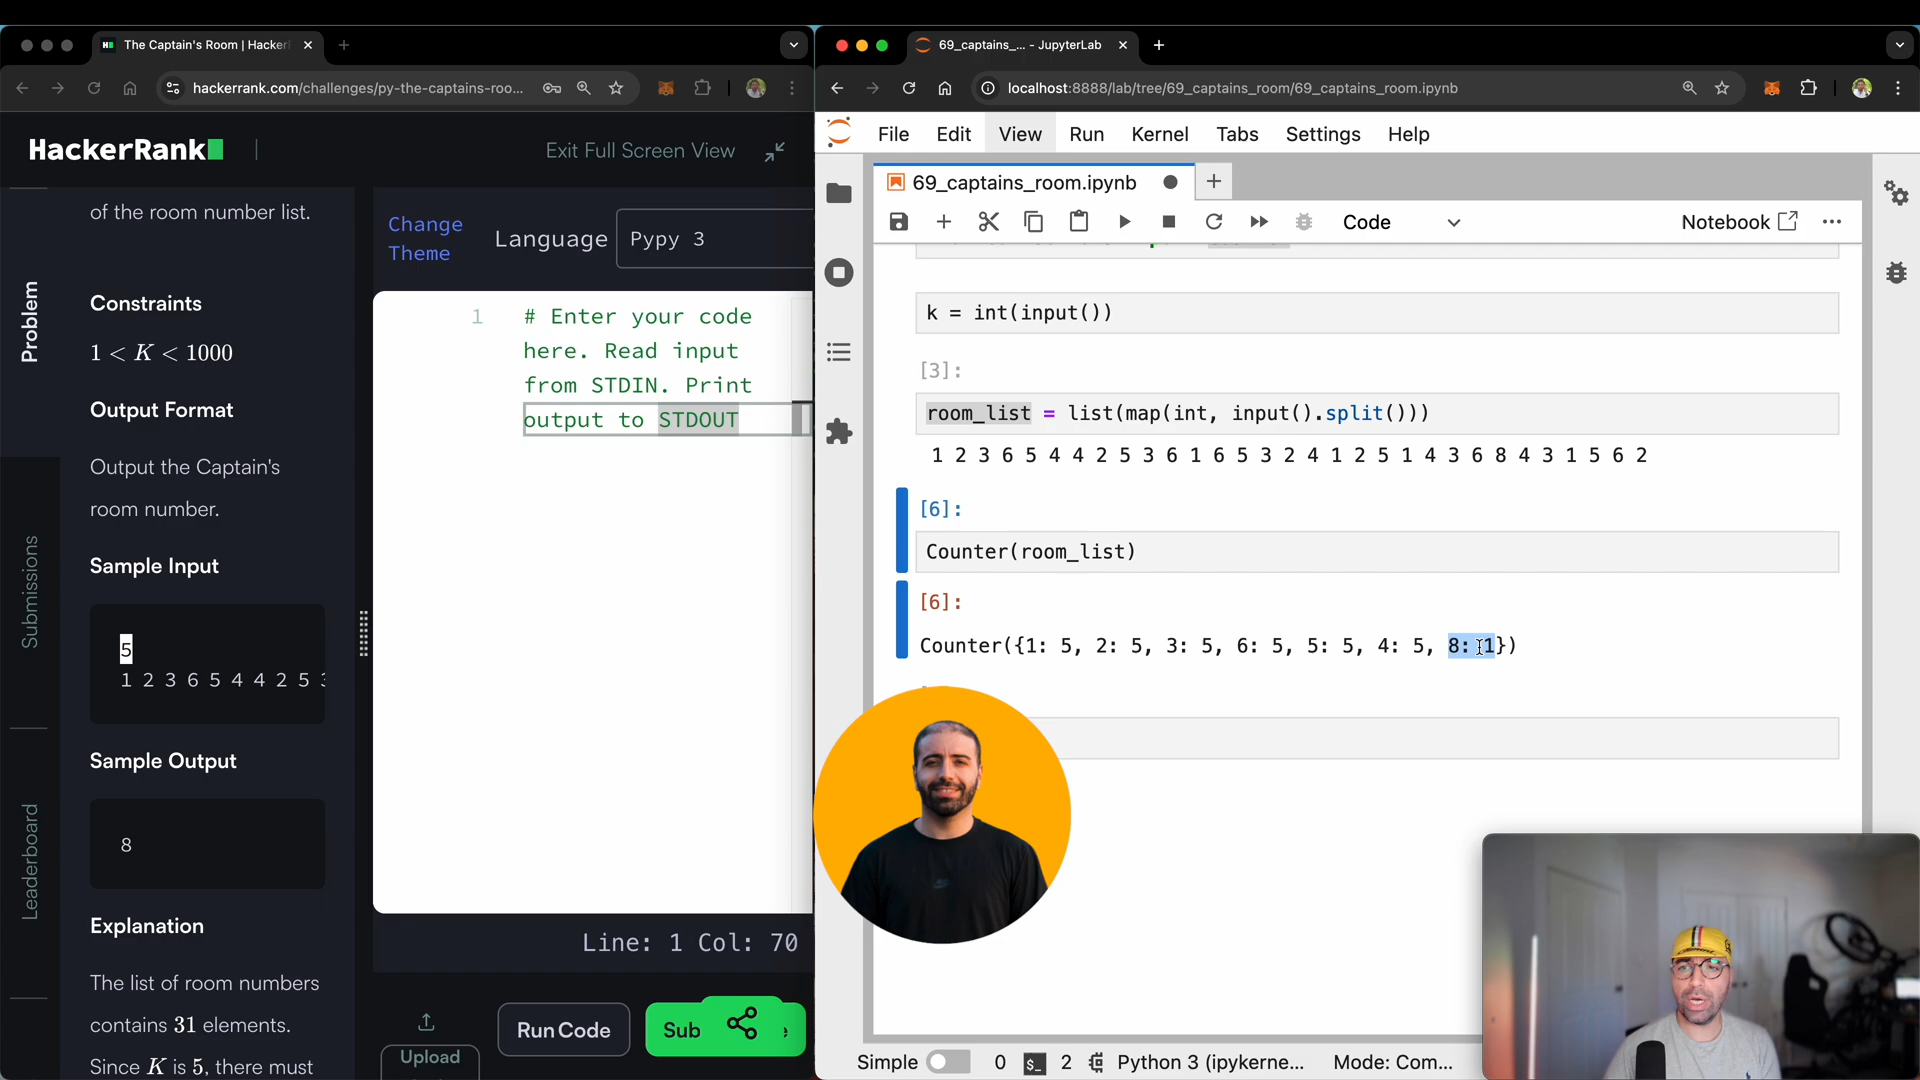 The Captain's Room | Hacker
hackerrank.com/challenges/py-the-captains-roo...
HackerRank
Exit Full Screen View
Problem
Submissions
Leaderboard
of the room number list.
Constraints
1 < K < 1000
Output Format
Output the Captain's
room number.
Sample Input
5
1 2 3 6 5 4 4 2 5
Sample Output
8
Explanation
The list of room numbers
contains 31 elements.
Since K is 5, there must
Change
Theme
Language
Pypy 3
1
# Enter your code
here. Read input
from STDIN. Print
output to STDOUT
Line: 1 Col: 70
Upload
Run Code
Sub
69_captains_... - JupyterLab
localhost:8888/lab/tree/69_captains_room/69_captains_room.ipynb
File Edit View Run Kernel Tabs Settings Help
69_captains_room.ipynb
Code
Notebook
k = int(input())
[3]:
room_list = list(map(int, input().split()))
1 2 3 6 5 4 4 2 5 3 6 1 6 5 3 2 4 1 2 5 1 4 3 6 8 4 3 1 5 6 2
[6]:
Counter(room_list)
[6]:
Counter({1: 5, 2: 5, 3: 5, 6: 5, 5: 5, 4: 5, 8: 1})
Simple 0 2 Python 3 (ipykerne... Mode: Com...